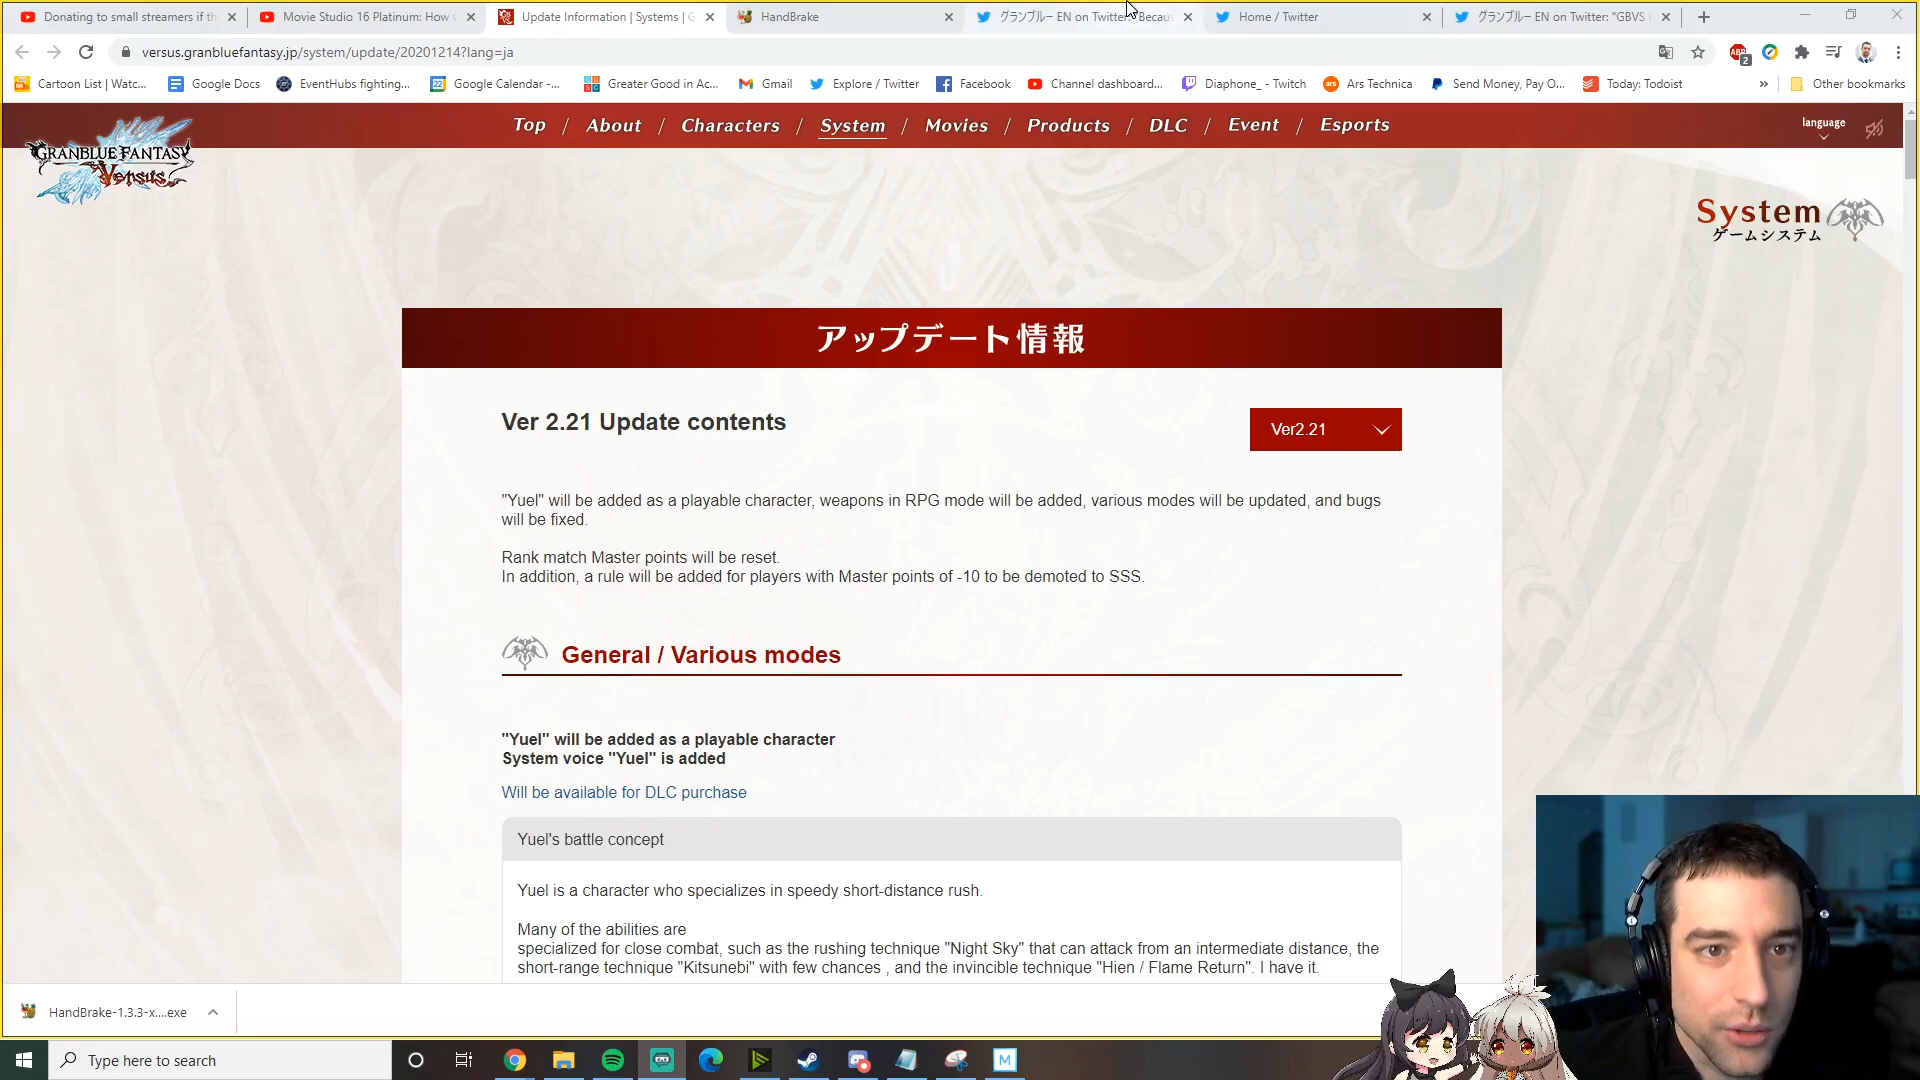 Donating to small streamers if th
Movie Studio 16 Platinum: How t
Update Information | Systems | G
HandBrake
グランブルー EN on Twitter: "Becau
Home / Twitter
グランブルー EN on Twitter: "GBVS
versus.granbluefantasy.jp/system/update/20201214?lang=ja
ABP
2
Cartoon List | Watc...
Google Docs
EventHubs fighting...
22
Google Calendar -...
Greater Good in Ac...
Gmail
Explore / Twitter
Facebook
Channel dashboard...
Diaphone_ - Twitch
ars
Ars Technica
Send Money, Pay O...
Today: Todoist
»
Other bookmarks
GRANBLUE FANTASY
Versus
Top / About / Characters / System / Movies / Products / DLC / Event / Esports
language
System
ゲームシステム
アップデート情報
Ver 2.21 Update contents
Ver2.21
"Yuel" will be added as a playable character, weapons in RPG mode will be added, various modes will be updated, and bugs
will be fixed.
Rank match Master points will be reset.
In addition, a rule will be added for players with Master points of -10 to be demoted to SSS.
General / Various modes
"Yuel" will be added as a playable character
System voice "Yuel" is added
Will be available for DLC purchase
Yuel's battle concept
Yuel is a character who specializes in speedy short-distance rush.
Many of the abilities are
specialized for close combat, such as the rushing technique "Night Sky" that can attack from an intermediate distance, the
short-range technique "Kitsunebi" with few chances , and the invincible technique "Hien / Flame Return". I have it.
HandBrake-1.3.3-x....exe
Type here to search
M